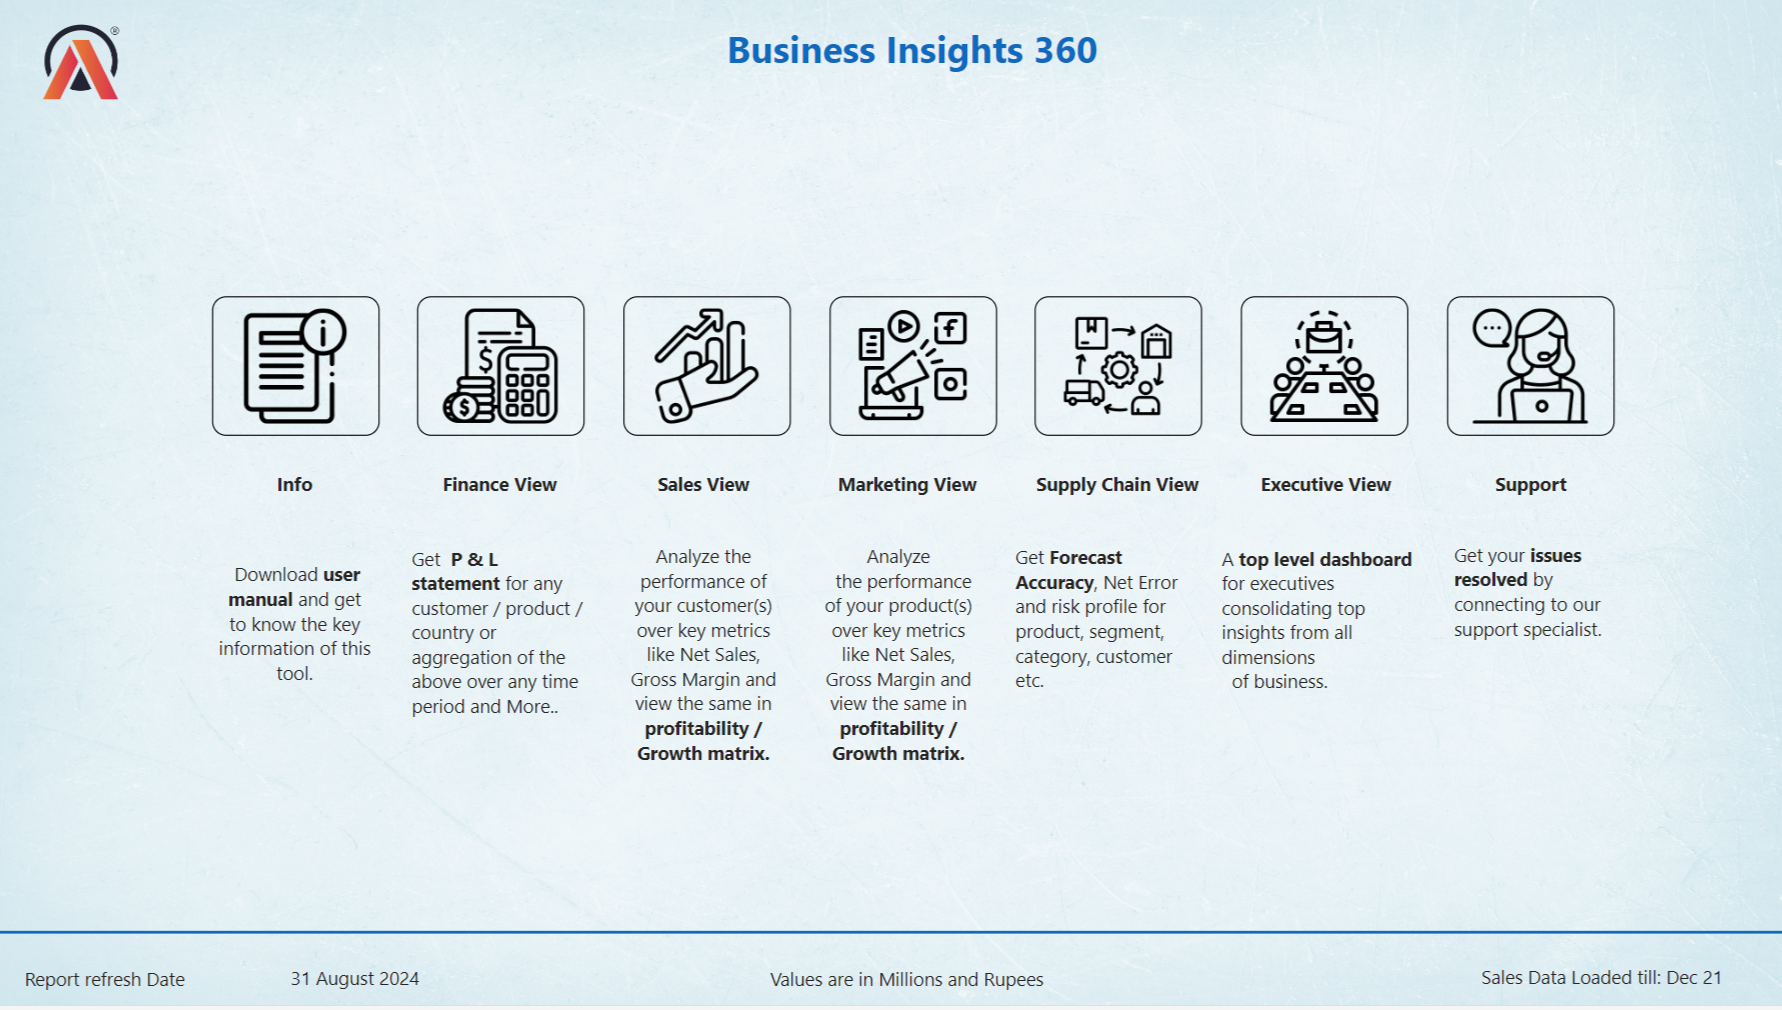 ®
Business Insights 360
Info
Download user
manual and get
to know the key
information of this
tool.
Finance View
Get P & L
statement for any
customer / product /
country or
aggregation of the
above over any time
period and More..
Sales View
Analyze the
performance of
your customer(s)
over key metrics
like Net Sales,
Gross Margin and
view the same in
profitability /
Growth matrix.
Marketing View
Analyze
the performance
of your product(s)
over key metrics
like Net Sales,
Gross Margin and
view the same in
profitability /
Growth matrix.
Supply Chain View
Get Forecast
Accuracy, Net Error
and risk profile for
product, segment,
category, customer
etc.
Executive View
A top level dashboard
for executives
consolidating top
insights from all
dimensions
of business.
Support
Get your issues
resolved by
connecting to our
support specialist.
Report refresh Date
31 August 2024
Values are in Millions and Rupees
Sales Data Loaded till: Dec 21